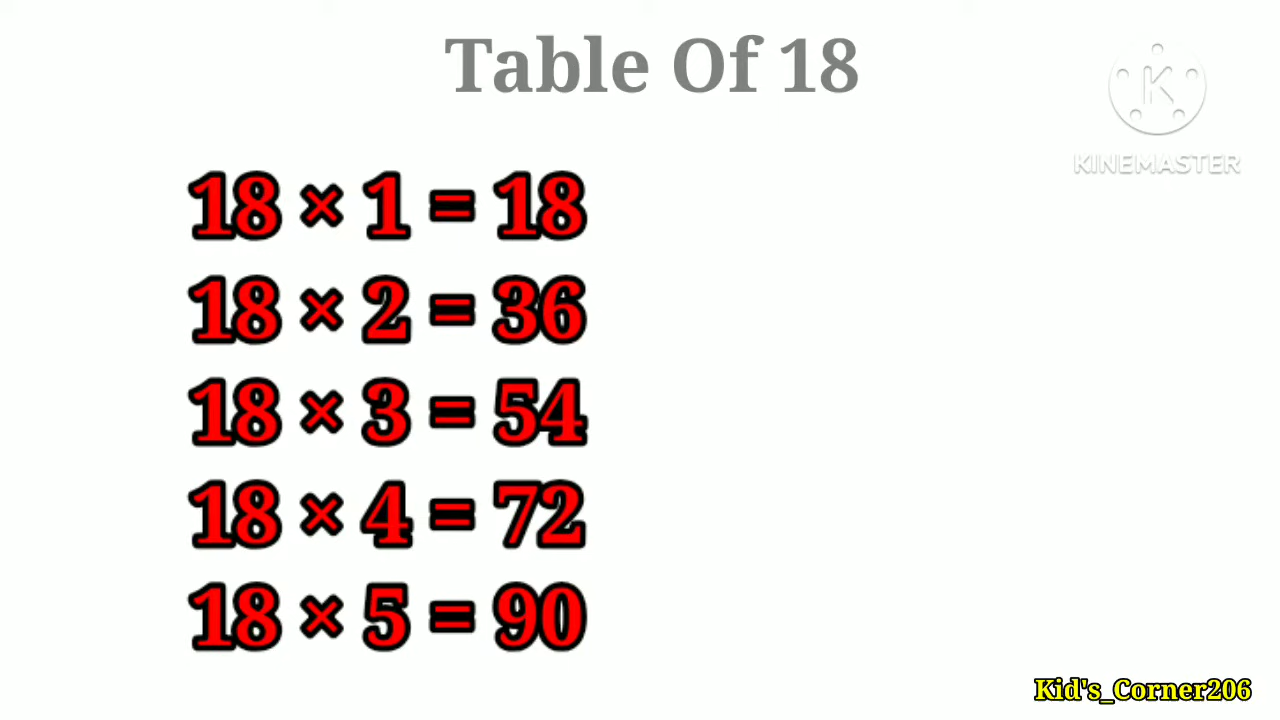 Table Of 18
K
KINEMASTER
18 × 1 = 18
18 × 2 = 36
18 × 3 = 54
18 × 4 = 72
18 × 5 = 90
Kid's_Corner206